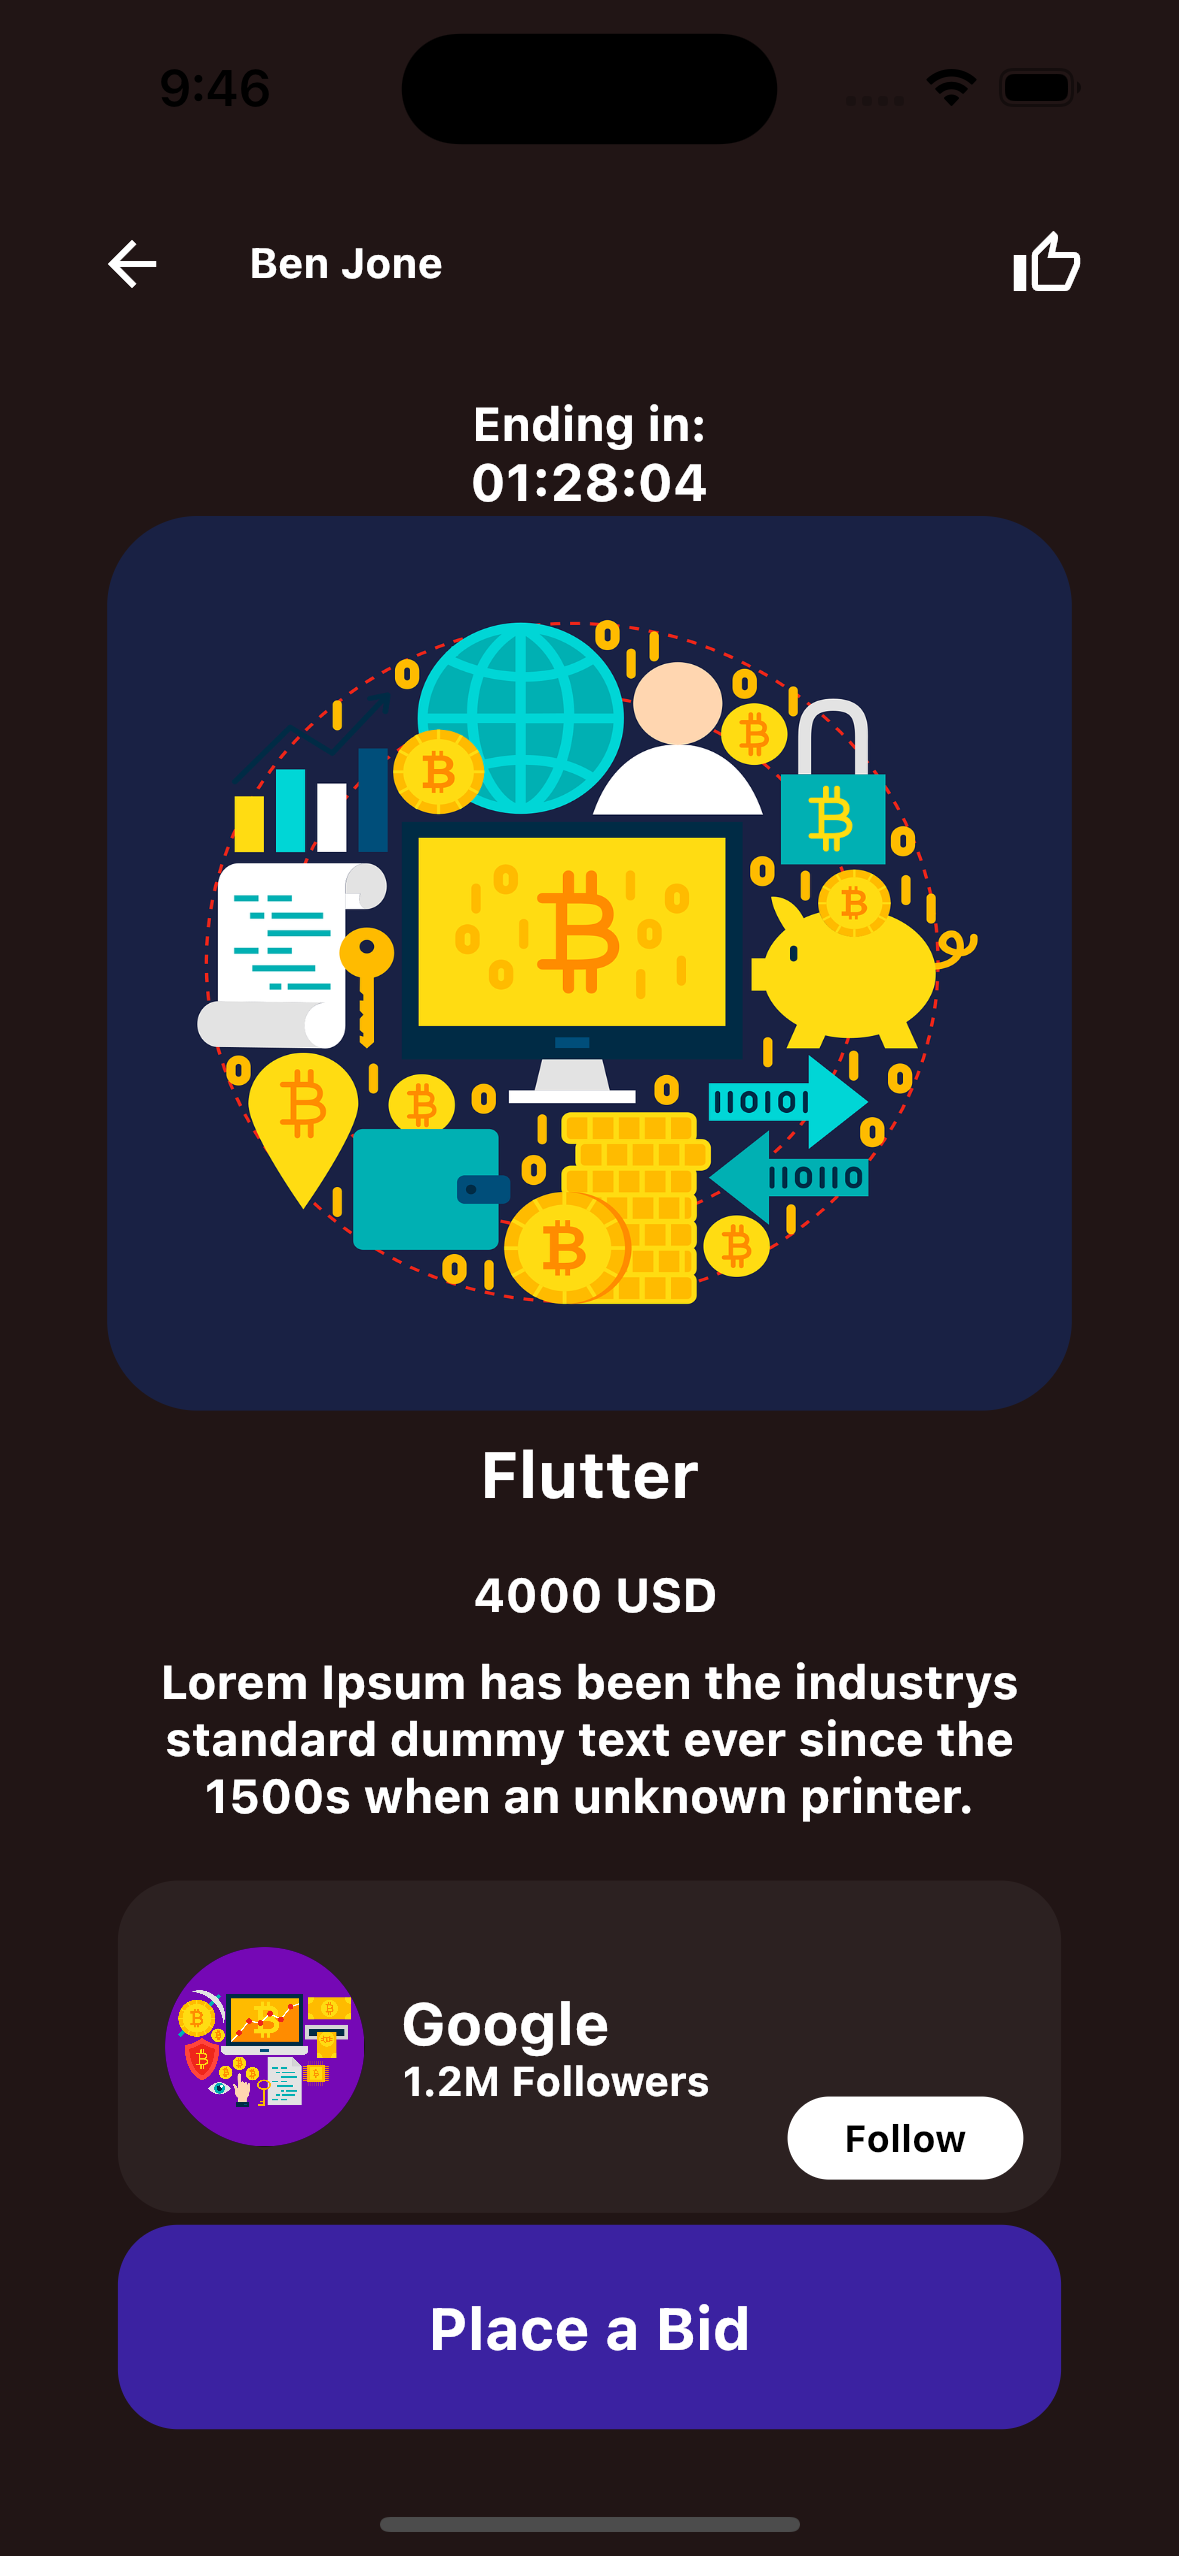 9:46
Ben Jone
Ending in:
01:28:04
110101
110110
Flutter
4000 USD
Lorem Ipsum has been the industrys
standard dummy text ever since the
1500s when an unknown printer.
Google
1.2M Followers
Follow
Place a Bid